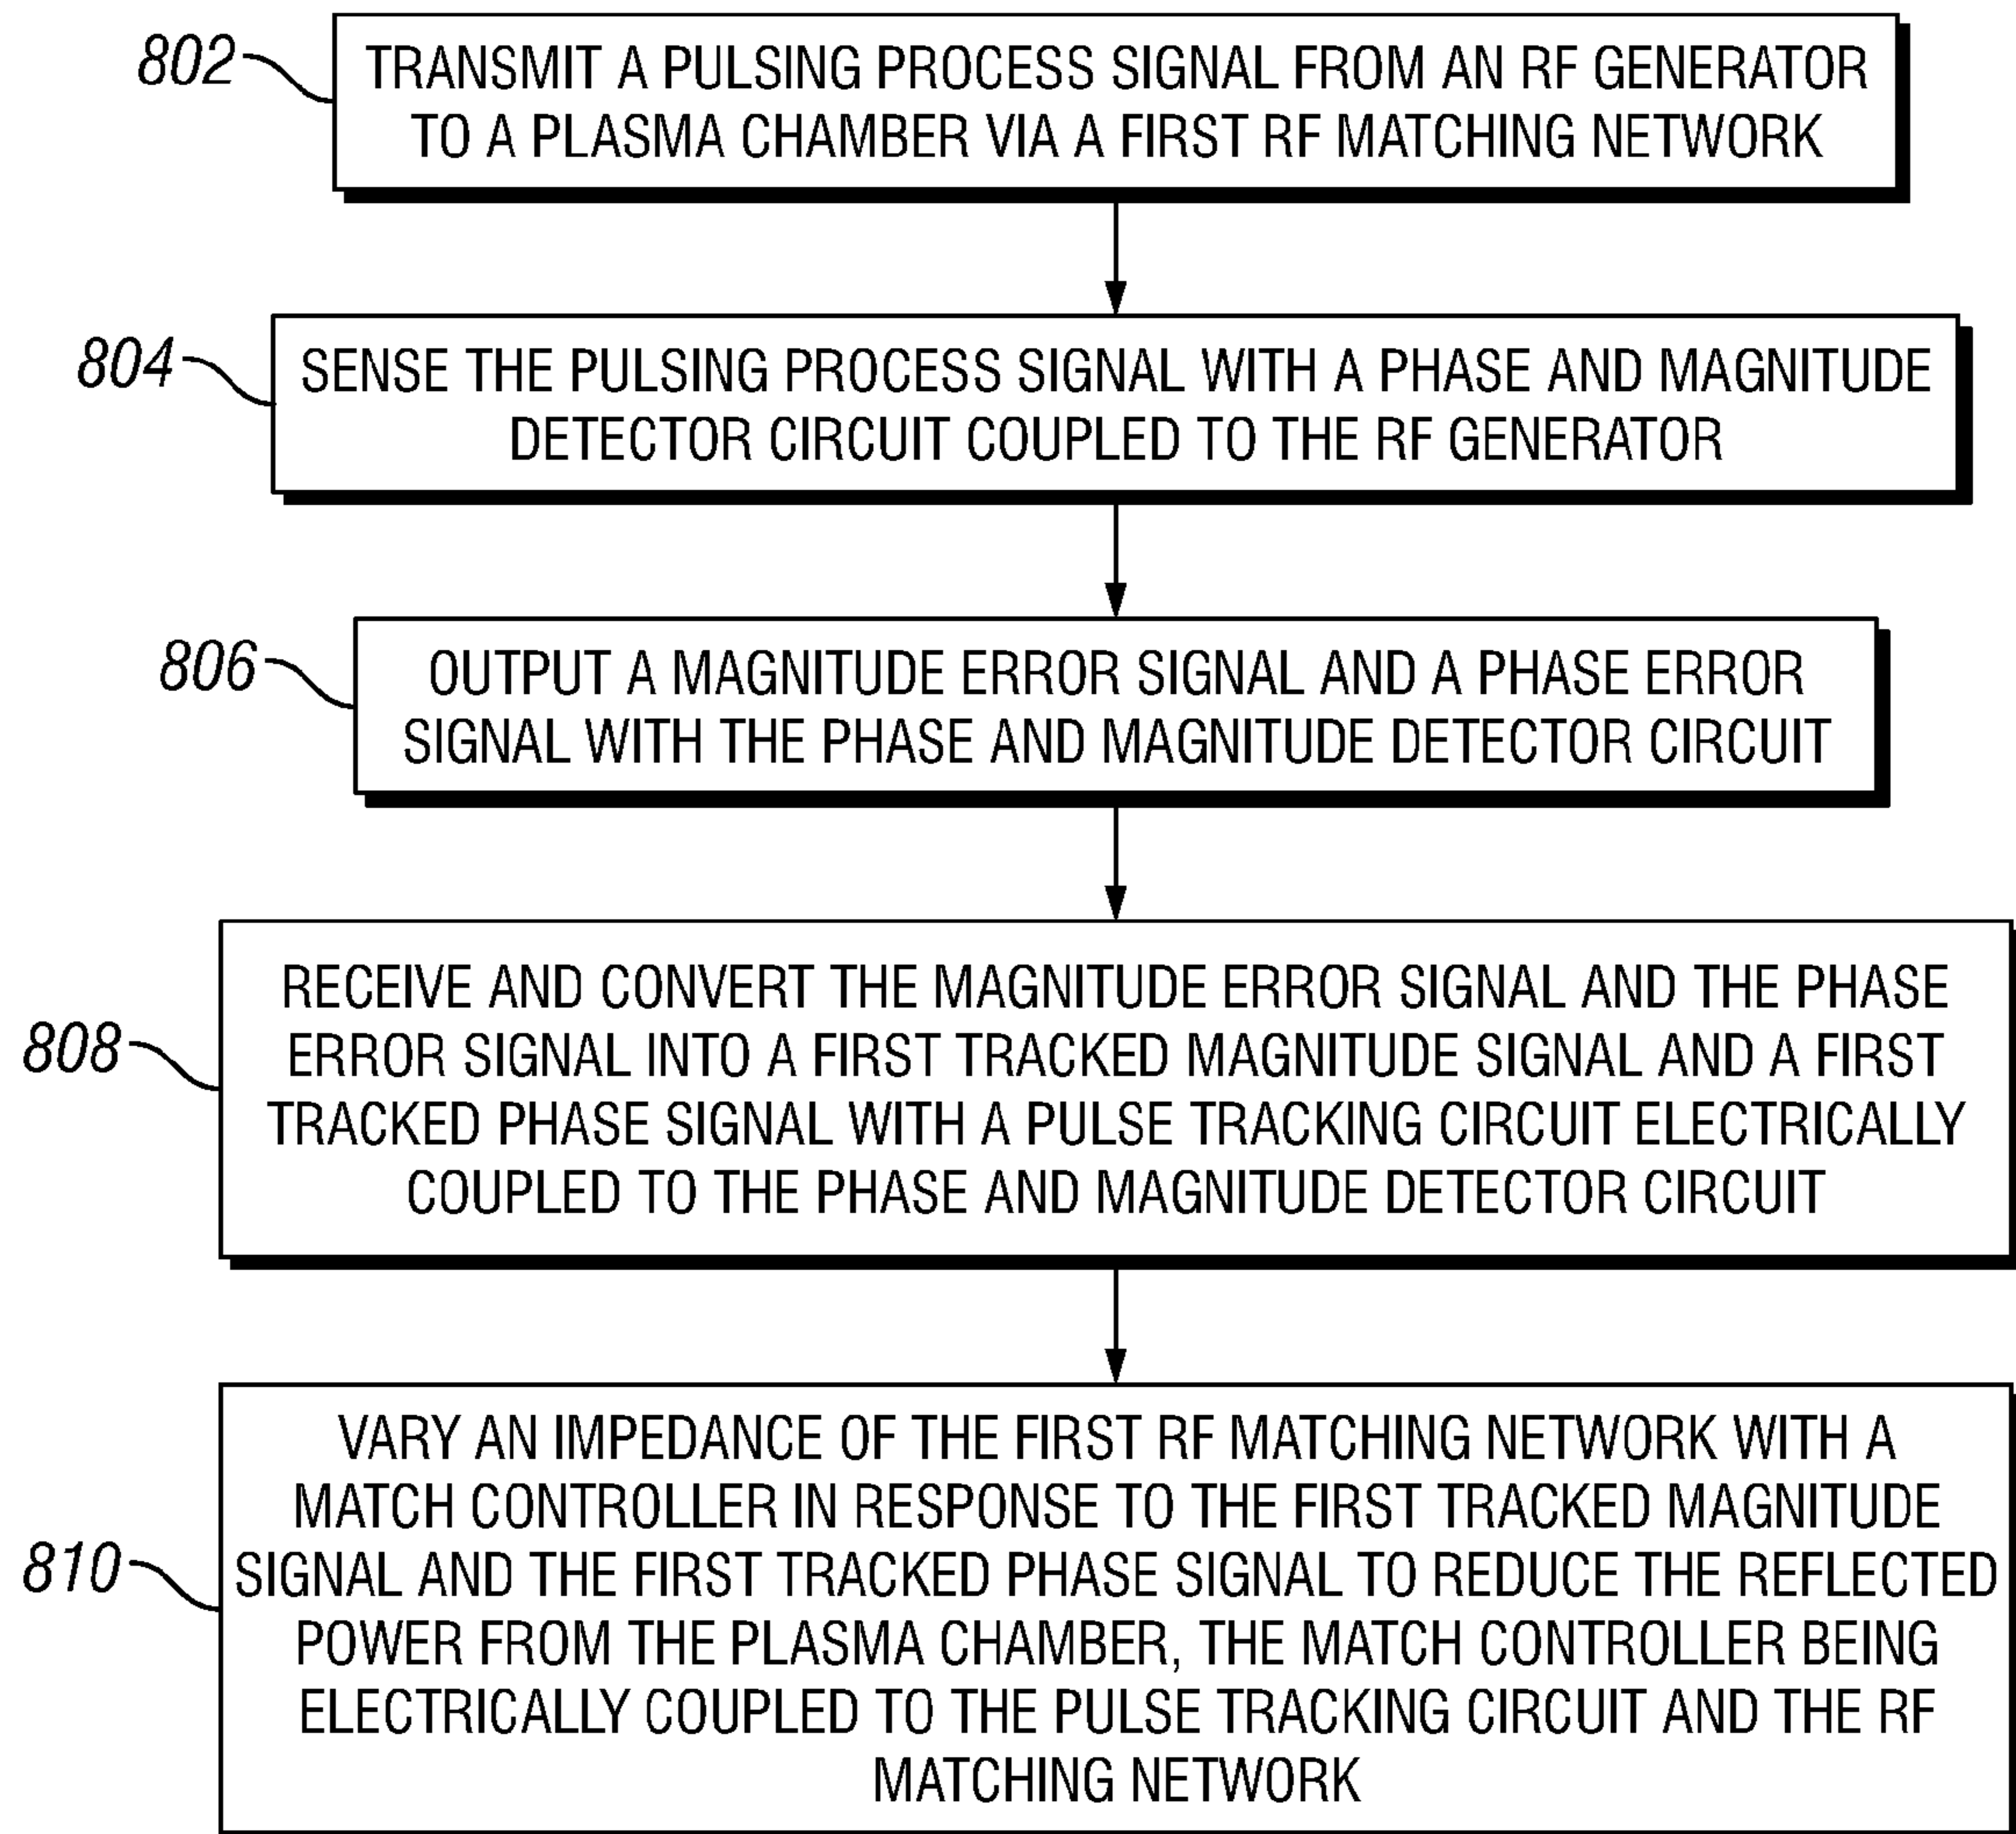 802
TRANSMIT A PULSING PROCESS SIGNAL FROM AN RF GENERATOR
TO A PLASMA CHAMBER VIA A FIRST RF MATCHING NETWORK
804
SENSE THE PULSING PROCESS SIGNAL WITH A PHASE AND MAGNITUDE
DETECTOR CIRCUIT COUPLED TO THE RF GENERATOR
806
OUTPUT A MAGNITUDE ERROR SIGNAL AND A PHASE ERROR
SIGNAL WITH THE PHASE AND MAGNITUDE DETECTOR CIRCUIT
808
RECEIVE AND CONVERT THE MAGNITUDE ERROR SIGNAL AND THE PHASE
ERROR SIGNAL INTO A FIRST TRACKED MAGNITUDE SIGNAL AND A FIRST
TRACKED PHASE SIGNAL WITH A PULSE TRACKING CIRCUIT ELECTRICALLY
COUPLED TO THE PHASE AND MAGNITUDE DETECTOR CIRCUIT
810
VARY AN IMPEDANCE OF THE FIRST RF MATCHING NETWORK WITH A
MATCH CONTROLLER IN RESPONSE TO THE FIRST TRACKED MAGNITUDE
SIGNAL AND THE FIRST TRACKED PHASE SIGNAL TO REDUCE THE REFLECTED
POWER FROM THE PLASMA CHAMBER, THE MATCH CONTROLLER BEING
ELECTRICALLY COUPLED TO THE PULSE TRACKING CIRCUIT AND THE RF
MATCHING NETWORK